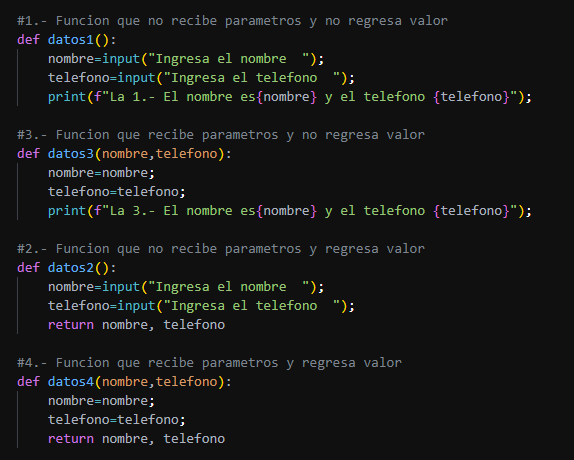 #1.- Funcion que no recibe parametros y no regresa valor
def datos1():
    nombre=input("Ingresa el nombre  ");
    telefono=input("Ingresa el telefono  ");
    print(f"La 1.- El nombre es{nombre} y el telefono {telefono}");
#3.- Funcion que recibe parametros y no regresa valor
def datos3(nombre,telefono):
    nombre=nombre;
    telefono=telefono;
    print(f"La 3.- El nombre es{nombre} y el telefono {telefono}");
#2.- Funcion que no recibe parametros y regresa valor
def datos2():
    nombre=input("Ingresa el nombre  ");
    telefono=input("Ingresa el telefono  ");
    return nombre, telefono
#4.- Funcion que recibe parametros y regresa valor
def datos4(nombre,telefono):
    nombre=nombre;
    telefono=telefono;
    return nombre, telefono